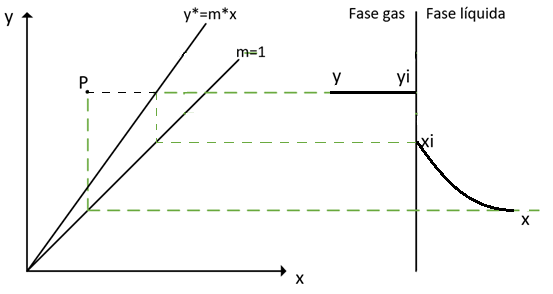 y
y*=m*x
m=1
P
x
Fase gas
Fase líquida
y
yi
xi
x